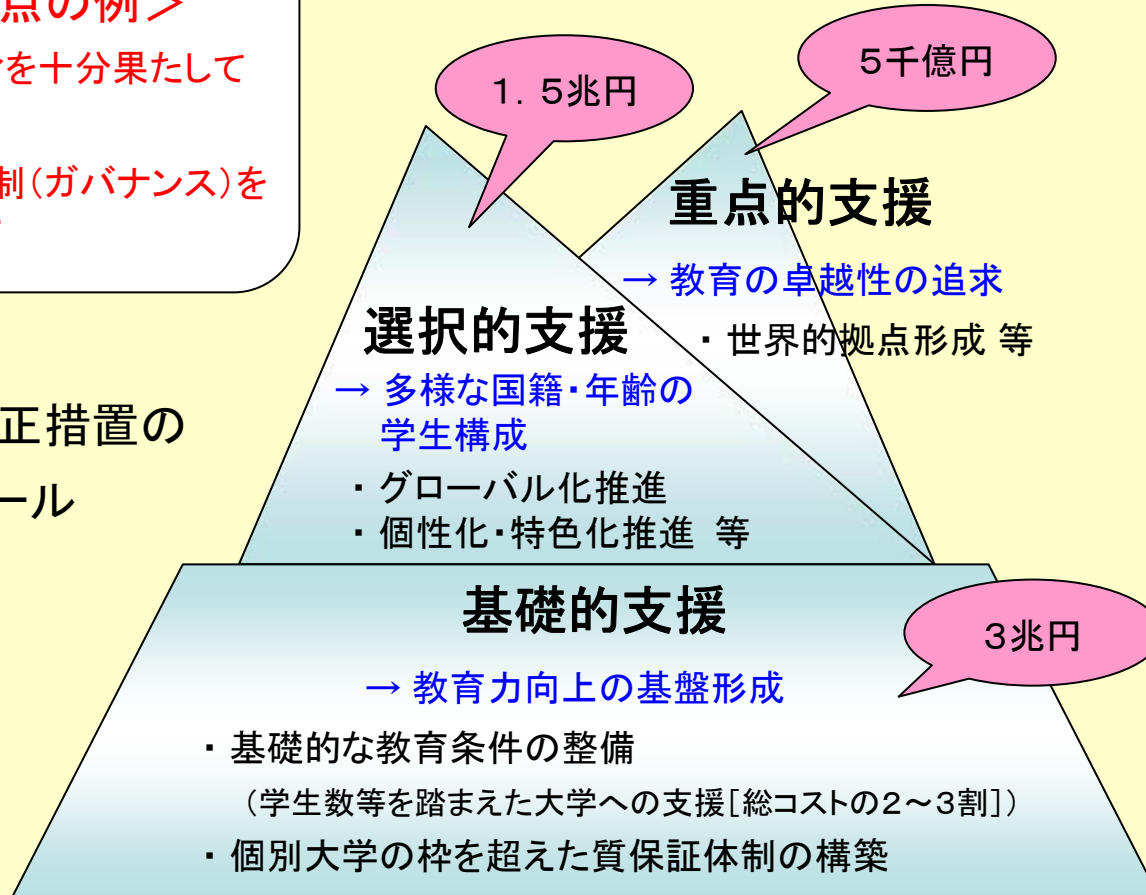 点の例＞
を十分果たして
制(ガバナンス)を
正措置の
ール
１．５兆円
５千億円
重点的支援
→ 教育の卓越性の追求
・ 世界的拠点形成 等
選択的支援
→ 多様な国籍・年齢の
学生構成
・ グローバル化推進
・ 個性化・特色化推進 等
基礎的支援
３兆円
→ 教育力向上の基盤形成
・ 基礎的な教育条件の整備
（学生数等を踏まえた大学への支援［総コストの２～３割］）
・ 個別大学の枠を超えた質保証体制の構築